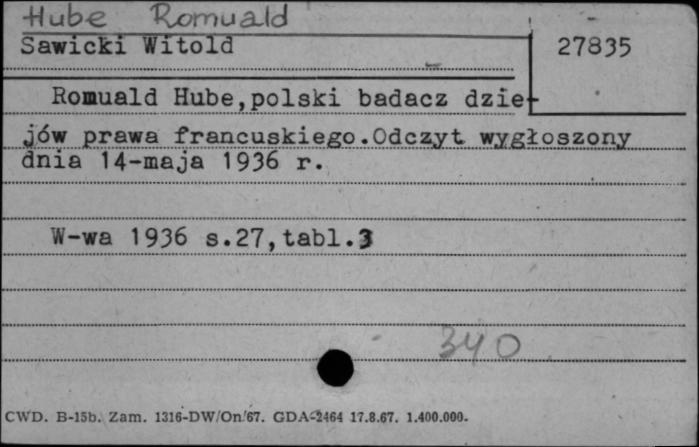 Hube Romuald
Sawicki Witold 27835
Romuald Hube,polski badacz dzie-
jów prawa francuskiego.Odczyt wygłoszony
dnia 14-maja 1936 r.
W-wa 1936 s.27,tabl.3
340
CWD. B-15b. Zam. 1316-DW/On/67. GDA-2464 17.8.67. 1.400.000.